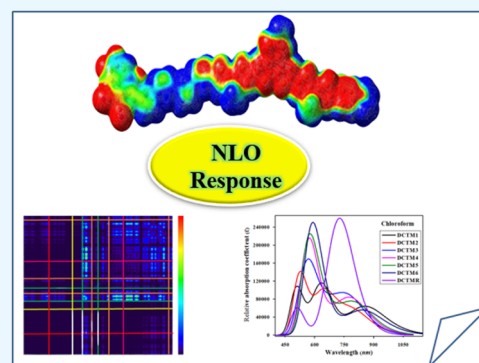 NLO
Response
Chloroform
DCTM1
DCTM2
DCTM3
DCTM4
DCTM5
DCTM6
DCTMR
Relative absorption coefficient (ε)
240000
200000
160000
120000
80000
40000
0
450 600 750 900 1050
Wavelength (nm)